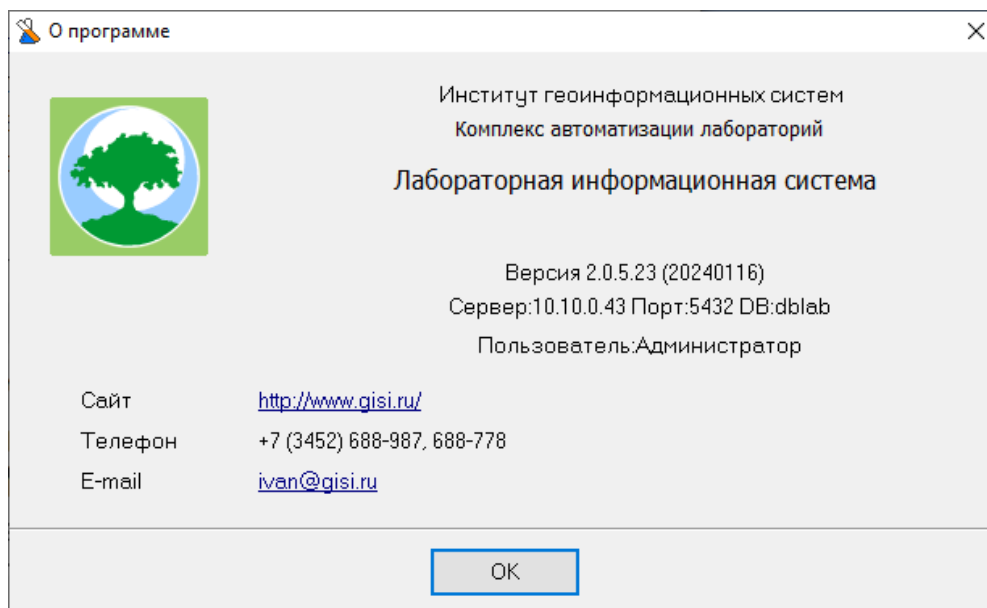 О программе
Институт геоинформационных систем
Комплекс автоматизации лабораторий
Лабораторная информационная система
Версия 2.0.5.23 (20240116)
Сервер:10.10.0.43 Порт:5432 DB:dblab
Пользователь:Администратор
Сайт http://www.gisi.ru/
Телефон +7 (3452) 688-987, 688-778
E-mail ivan@gisi.ru
OK